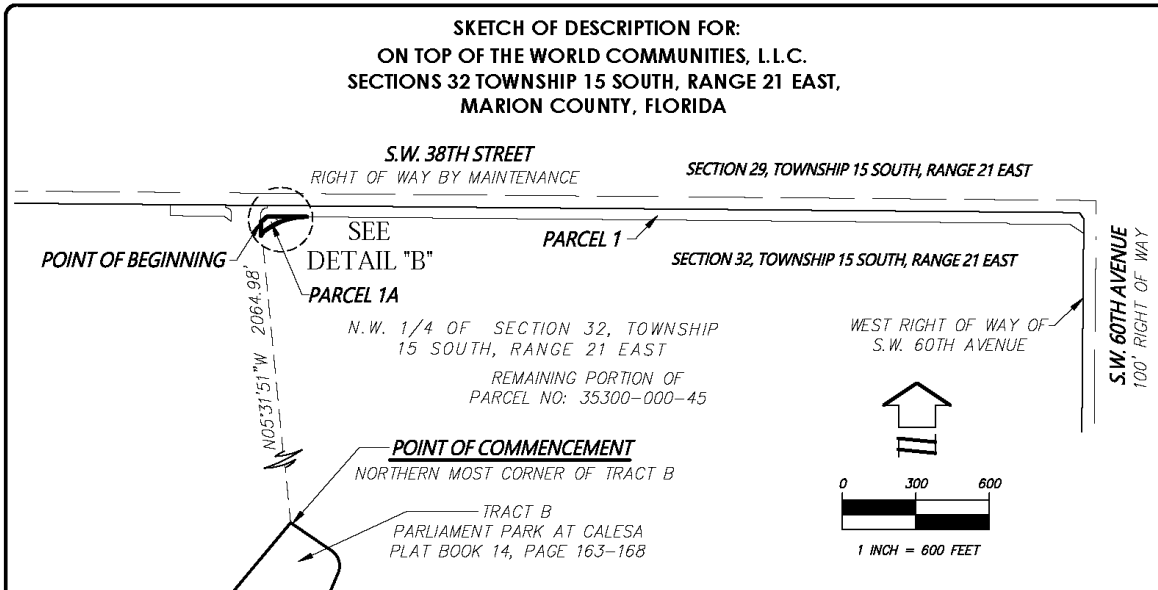 SKETCH OF DESCRIPTION FOR:
ON TOP OF THE WORLD COMMUNITIES, L.L.C.
SECTIONS 32 TOWNSHIP 15 SOUTH, RANGE 21 EAST,
MARION COUNTY, FLORIDA
S.W. 38TH STREET
RIGHT OF WAY BY MAINTENANCE
SECTION 29, TOWNSHIP 15 SOUTH, RANGE 21 EAST
POINT OF BEGINNING
SEE
DETAIL "B"
PARCEL 1
PARCEL 1A
SECTION 32, TOWNSHIP 15 SOUTH, RANGE 21 EAST
N05°31'51"W 2064.98'
N.W. 1/4 OF SECTION 32, TOWNSHIP
15 SOUTH, RANGE 21 EAST
REMAINING PORTION OF
PARCEL NO: 35300-000-45
WEST RIGHT OF WAY OF
S.W. 60TH AVENUE
S.W. 60TH AVENUE
100' RIGHT OF WAY
POINT OF COMMENCEMENT
NORTHERN MOST CORNER OF TRACT B
TRACT B
PARLIAMENT PARK AT CALESA
PLAT BOOK 14, PAGE 163-168
0 300 600
1 INCH = 600 FEET